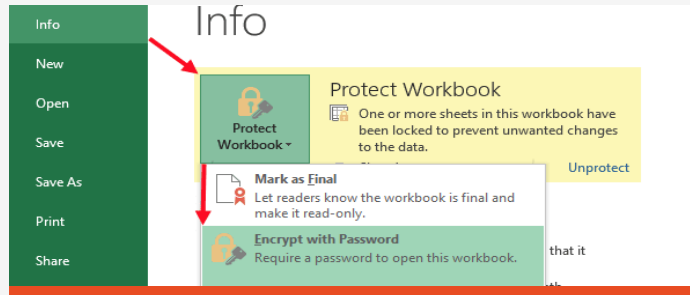 Info
New
Open
Save
Save As
Print
Share
Info
Protect
Workbook
Protect Workbook
One or more sheets in this workbook have
been locked to prevent unwanted changes
to the data.
Unprotect
Mark as Final
Let readers know the workbook is final and
make it read-only.
Encrypt with Password
Require a password to open this workbook.
that it